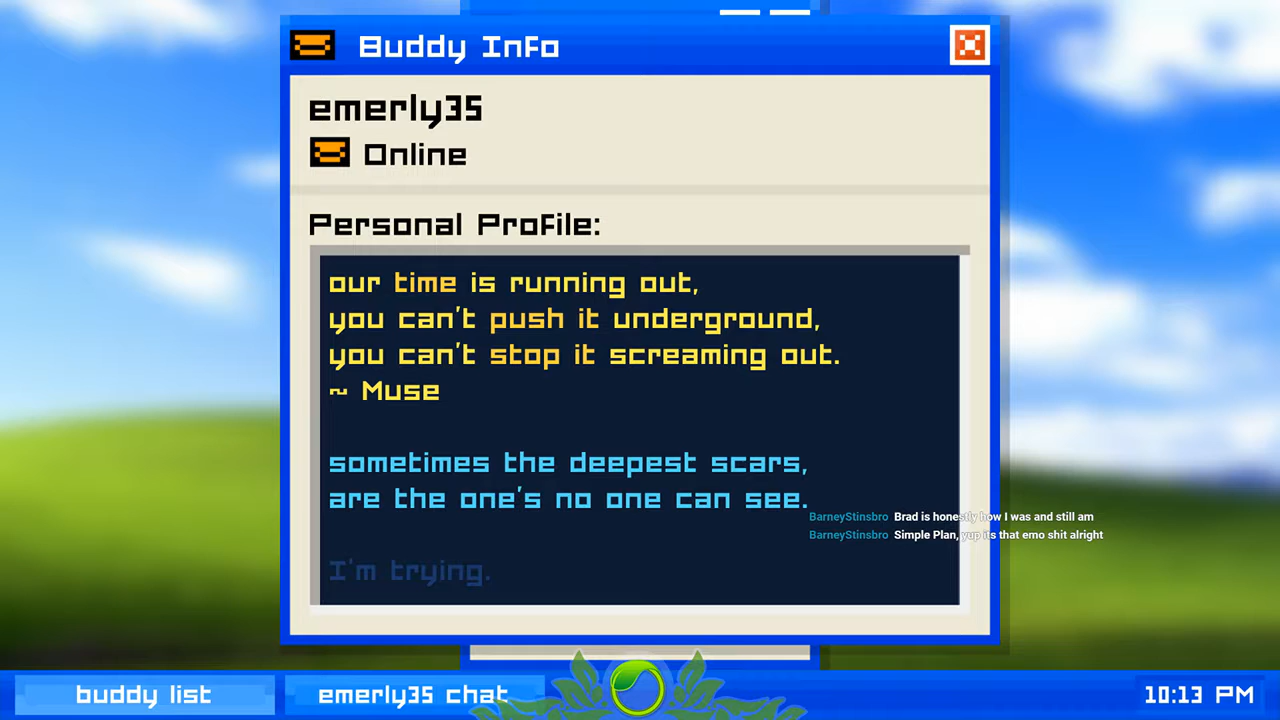 Buddy Info
emerly35
Online
Personal Profile:
our time is running out,
you can't push it underground,
you can't stop it screaming out.
~ Muse
sometimes the deepest scars,
are the one's no one can see.
BarneyStinsbro Brad is honestly how I was and still am
BarneyStinsbro Simple Plan, yup its that emo shit alright
I'm trying.
buddy list
emerly35 chat
10:13 PM